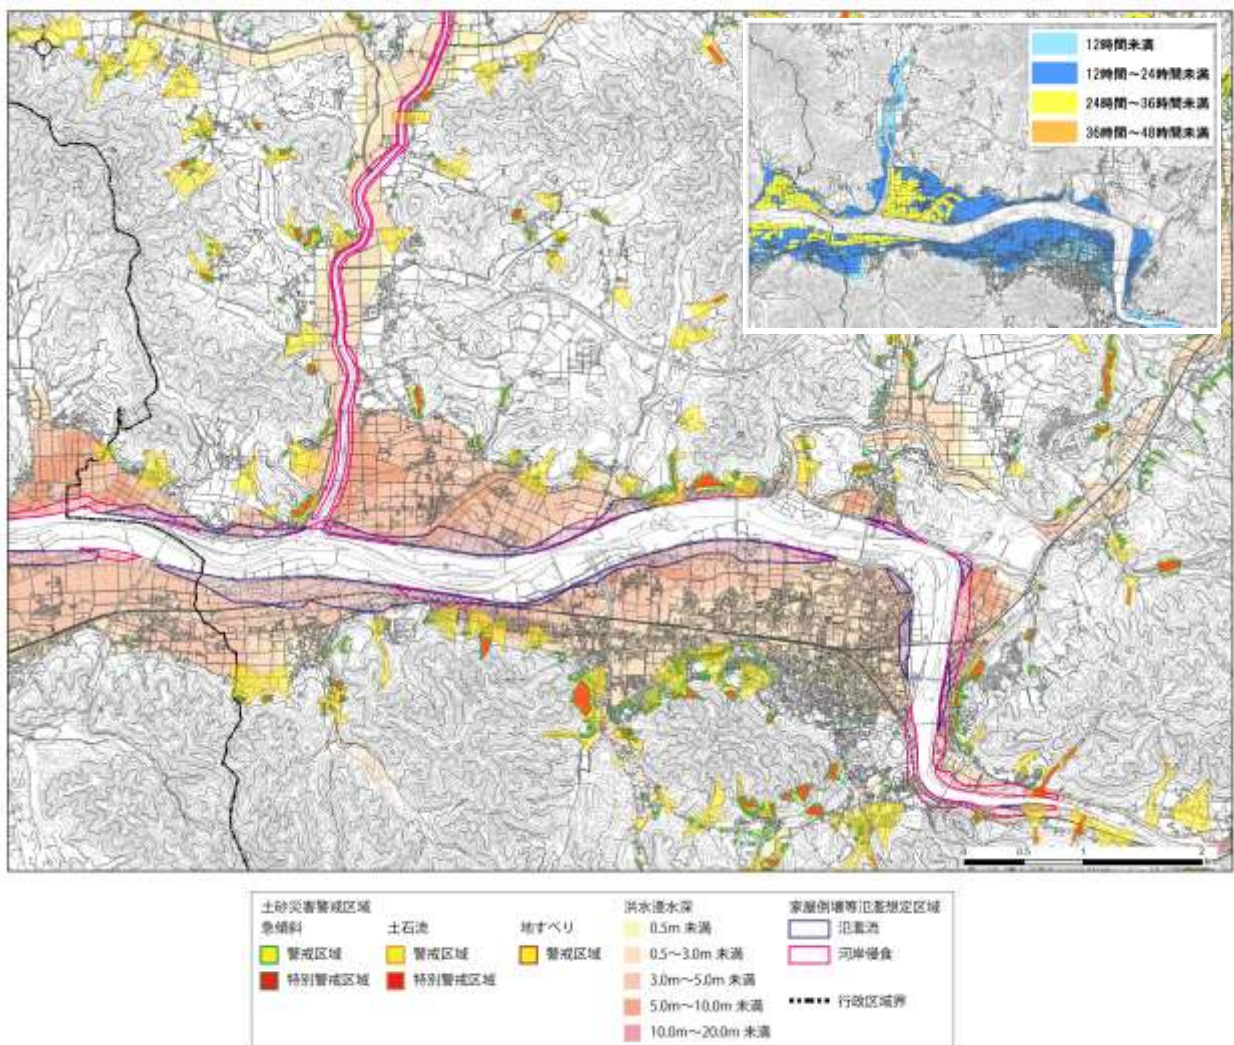 12時間未満
12時間～24時間未満
24時間～36時間未満
36時間～48時間未満
0 0.5 1 2
土砂災害警戒区域
急傾斜 土石流 地すべり
警戒区域 警戒区域 警戒区域
特別警戒区域 特別警戒区域
洪水浸水深
0.5m 未満
0.5～3.0m 未満
3.0m～5.0m 未満
5.0m～10.0m 未満
10.0m～20.0m 未満
家屋倒壊等氾濫想定区域
氾濫流
河岸侵食
行政区域界